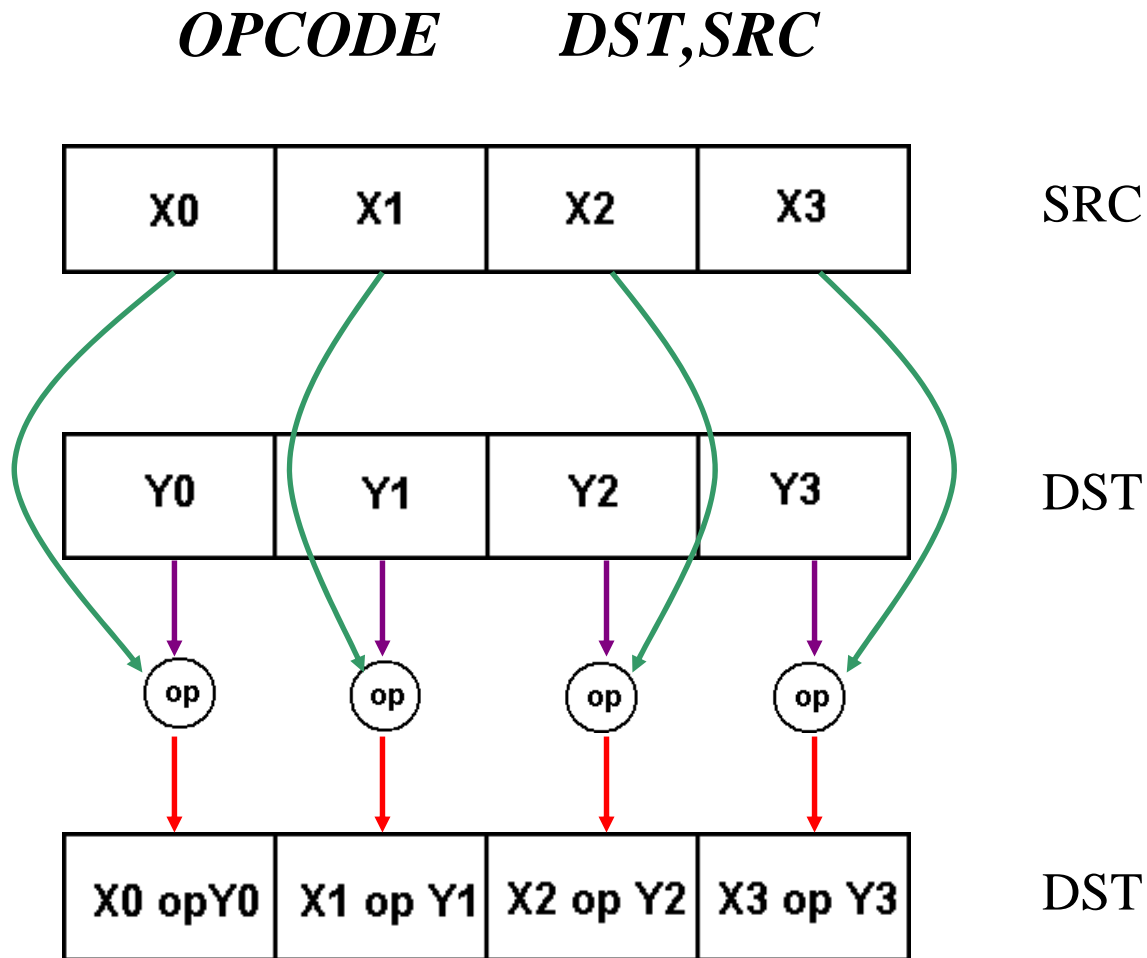 OPCODE DST,SRC
X0 X1 X2 X3 SRC
Y0 Y1 Y2 Y3 DST
op op op op
X0 opY0 X1 op Y1 X2 op Y2 X3 op Y3 DST